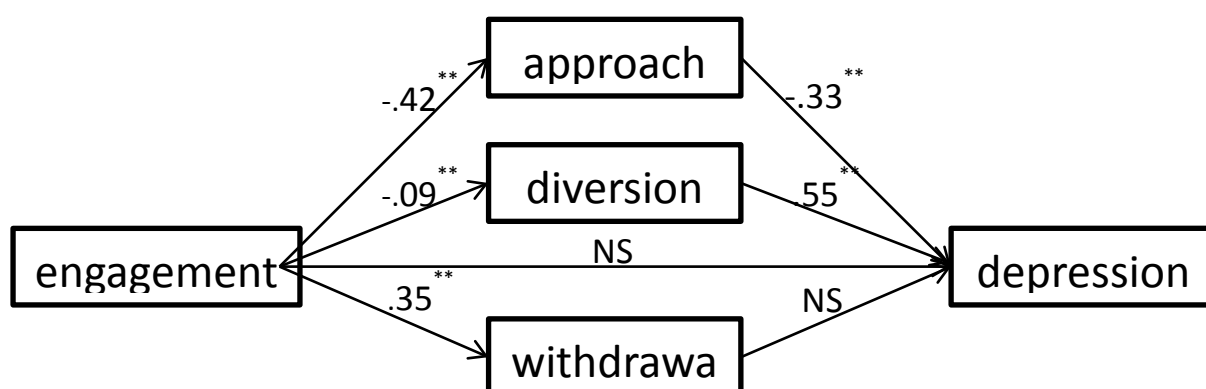 approach
-.42**
-.33**
diversion
-.09**
.55**
engagement
NS
depression
.35**
NS
withdrawa